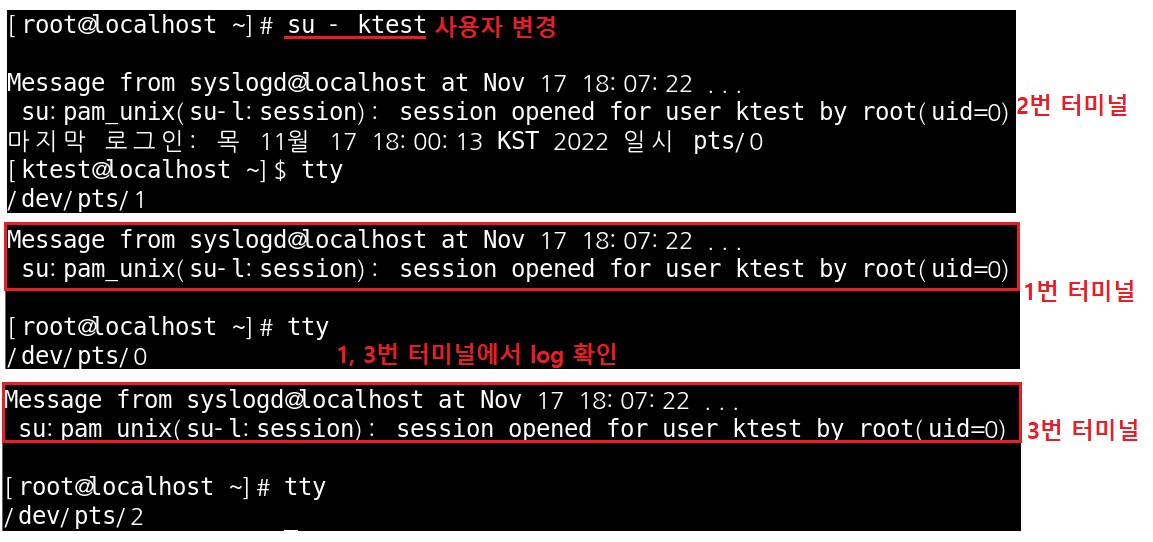 [root@localhost ~]# su - ktest 사용자 변경
Message from syslogd@localhost at Nov 17 18:07:22 ...
su:pam_unix(su-l:session): session opened for user ktest by root(uid=0)
2번 터미널
마지막 로그인: 목 11월 17 18:00:13 KST 2022 일시 pts/0
[ktest@localhost ~]$ tty
/dev/pts/1
Message from syslogd@localhost at Nov 17 18:07:22 ...
su:pam_unix(su-l:session): session opened for user ktest by root(uid=0)
1번 터미널
[root@localhost ~]# tty
/dev/pts/0
1, 3번 터미널에서 log 확인
Message from syslogd@localhost at Nov 17 18:07:22 ...
su:pam unix(su-l:session): session opened for user ktest by root(uid=0)
3번 터미널
[root@localhost ~]# tty
/dev/pts/2